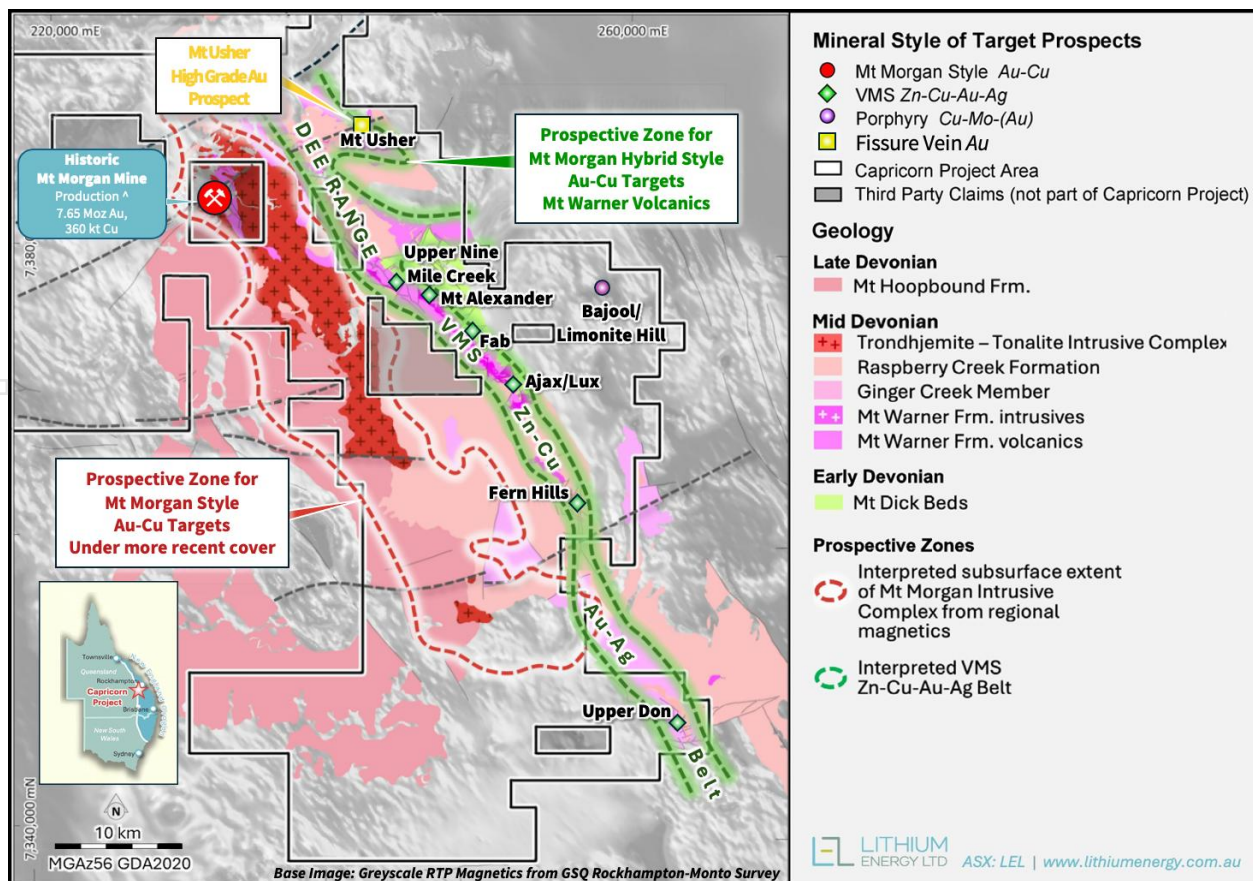 220,000 mE
260,000 mE
7,380,
7,340,000 mN
Mt Usher
High Grade Au
Prospect
Mt Usher
Historic
Mt Morgan Mine
Production ^
7.65 Moz Au,
360 kt Cu
Prospective Zone for
Mt Morgan Hybrid Style
Au-Cu Targets
Mt Warner Volcanics
DEE RANGE
VMS
Zn-Cu
Au-Ag
Belt
Upper Nine
Mile Creek
Mt Alexander
Fab
Bajool/
Limonite Hill
Ajax/Lux
Fern Hills
Upper Don
Prospective Zone for
Mt Morgan Style
Au-Cu Targets
Under more recent cover
Townsville
Queensland
Rockhampton
Capricorn
Project
Brisbane
New South
Wales
Sydney
N
10 km
MGAz56 GDA2020
Base Image: Greyscale RTP Magnetics from GSQ Rockhampton-Monto Survey
Mineral Style of Target Prospects
Mt Morgan Style Au-Cu
VMS Zn-Cu-Au-Ag
Porphyry Cu-Mo-(Au)
Fissure Vein Au
Capricorn Project Area
Third Party Claims (not part of Capricorn Project)
Geology
Late Devonian
Mt Hoopbound Frm.
Mid Devonian
Trondhjemite – Tonalite Intrusive Complex
Raspberry Creek Formation
Ginger Creek Member
Mt Warner Frm. intrusives
Mt Warner Frm. volcanics
Early Devonian
Mt Dick Beds
Prospective Zones
Interpreted subsurface extent
of Mt Morgan Intrusive
Complex from regional
magnetics
Interpreted VMS
Zn-Cu-Au-Ag Belt
LITHIUM
ENERGY LTD
ASX: LEL | www.lithiumenergy.com.au